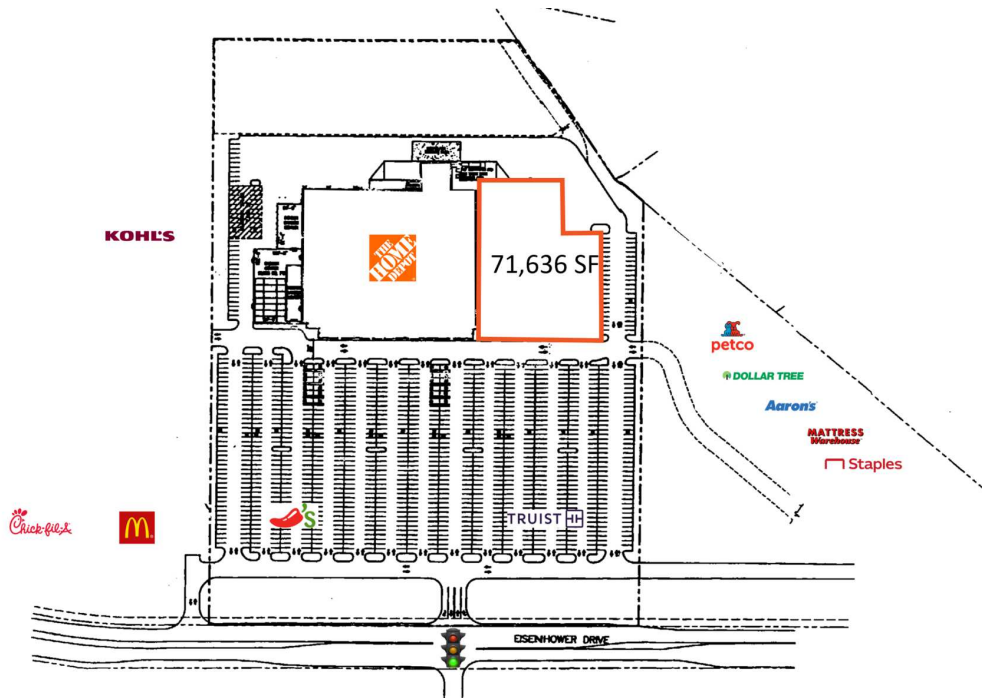 KOHL'S
THE
HOME
DEPOT
71,636 SF
petco
DOLLAR TREE
Aaron's
MATTRESS
Warehouse
Staples
Chick-fil-A
M
's
TRUIST
EISENHOWER DRIVE